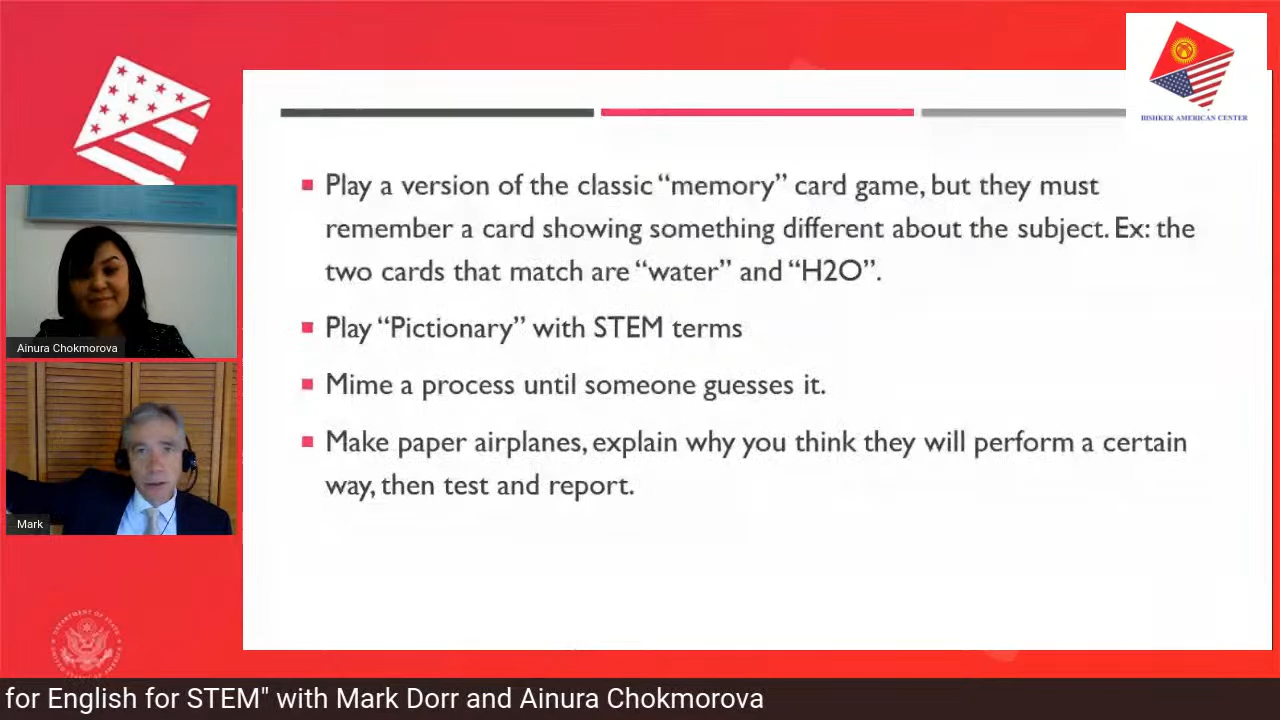 BISHKEK AMERICAN CENTER
Play a version of the classic “memory” card game, but they must
remember a card showing something different about the subject. Ex: the
two cards that match are “water” and “H2O”.
Play “Pictionary” with STEM terms
Mime a process until someone guesses it.
Make paper airplanes, explain why you think they will perform a certain
way, then test and report.
Ainura Chokmorova
Mark
DEPARTMENT OF STATE
for English for STEM" with Mark Dorr and Ainura Chokmorova